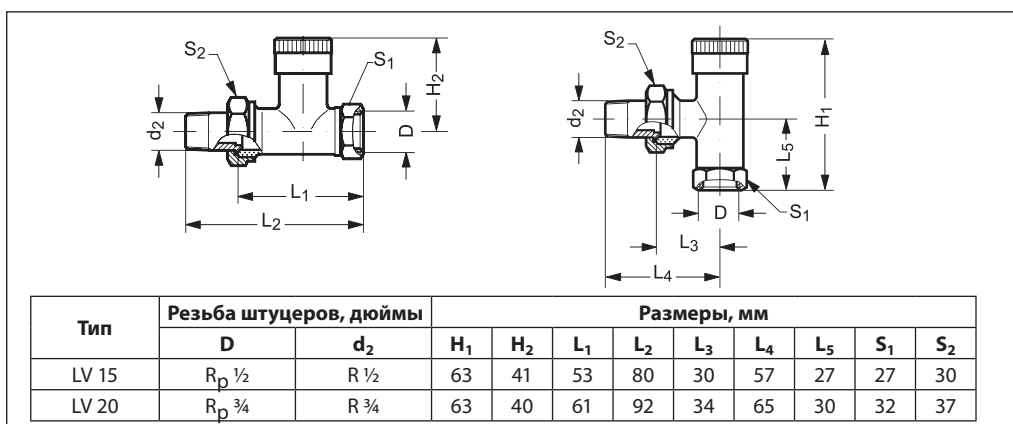 S₂
S₁
H₂
d₂
D
L₁
L₂
S₂
d₂
H₁
L₅
D
S₁
L₃
L₄
Тип Резьба штуцеров, дюймы Размеры, мм
D d₂ H₁ H₂ L₁ L₂ L₃ L₄ L₅ S₁ S₂
LV 15 Rp ½ R ½ 63 41 53 80 30 57 27 27 30
LV 20 Rp ¾ R ¾ 63 40 61 92 34 65 30 32 37